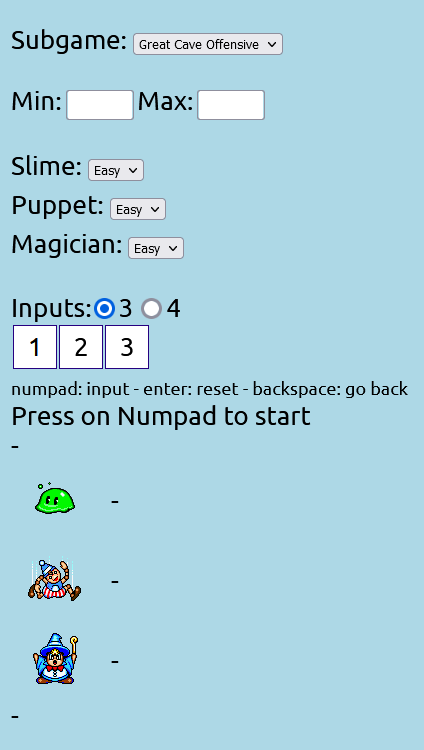 Subgame: Great Cave Offensive
Min: Max:
Slime: Easy
Puppet: Easy
Magician: Easy
Inputs: 3 4
1 2 3
numpad: input - enter: reset - backspace: go back
Press on Numpad to start
-
-
-
-
-